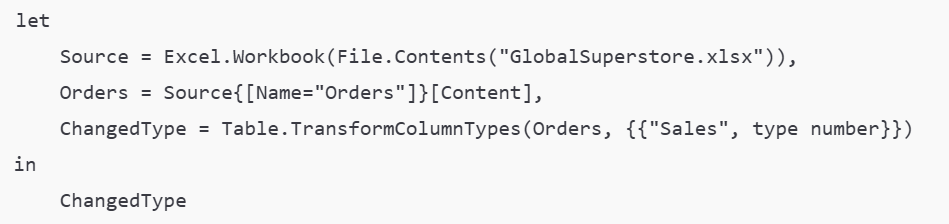 let
    Source = Excel.Workbook(File.Contents("GlobalSuperstore.xlsx")),
    Orders = Source{[Name="Orders"]}[Content],
    ChangedType = Table.TransformColumnTypes(Orders, {{"Sales", type number}})
in
    ChangedType